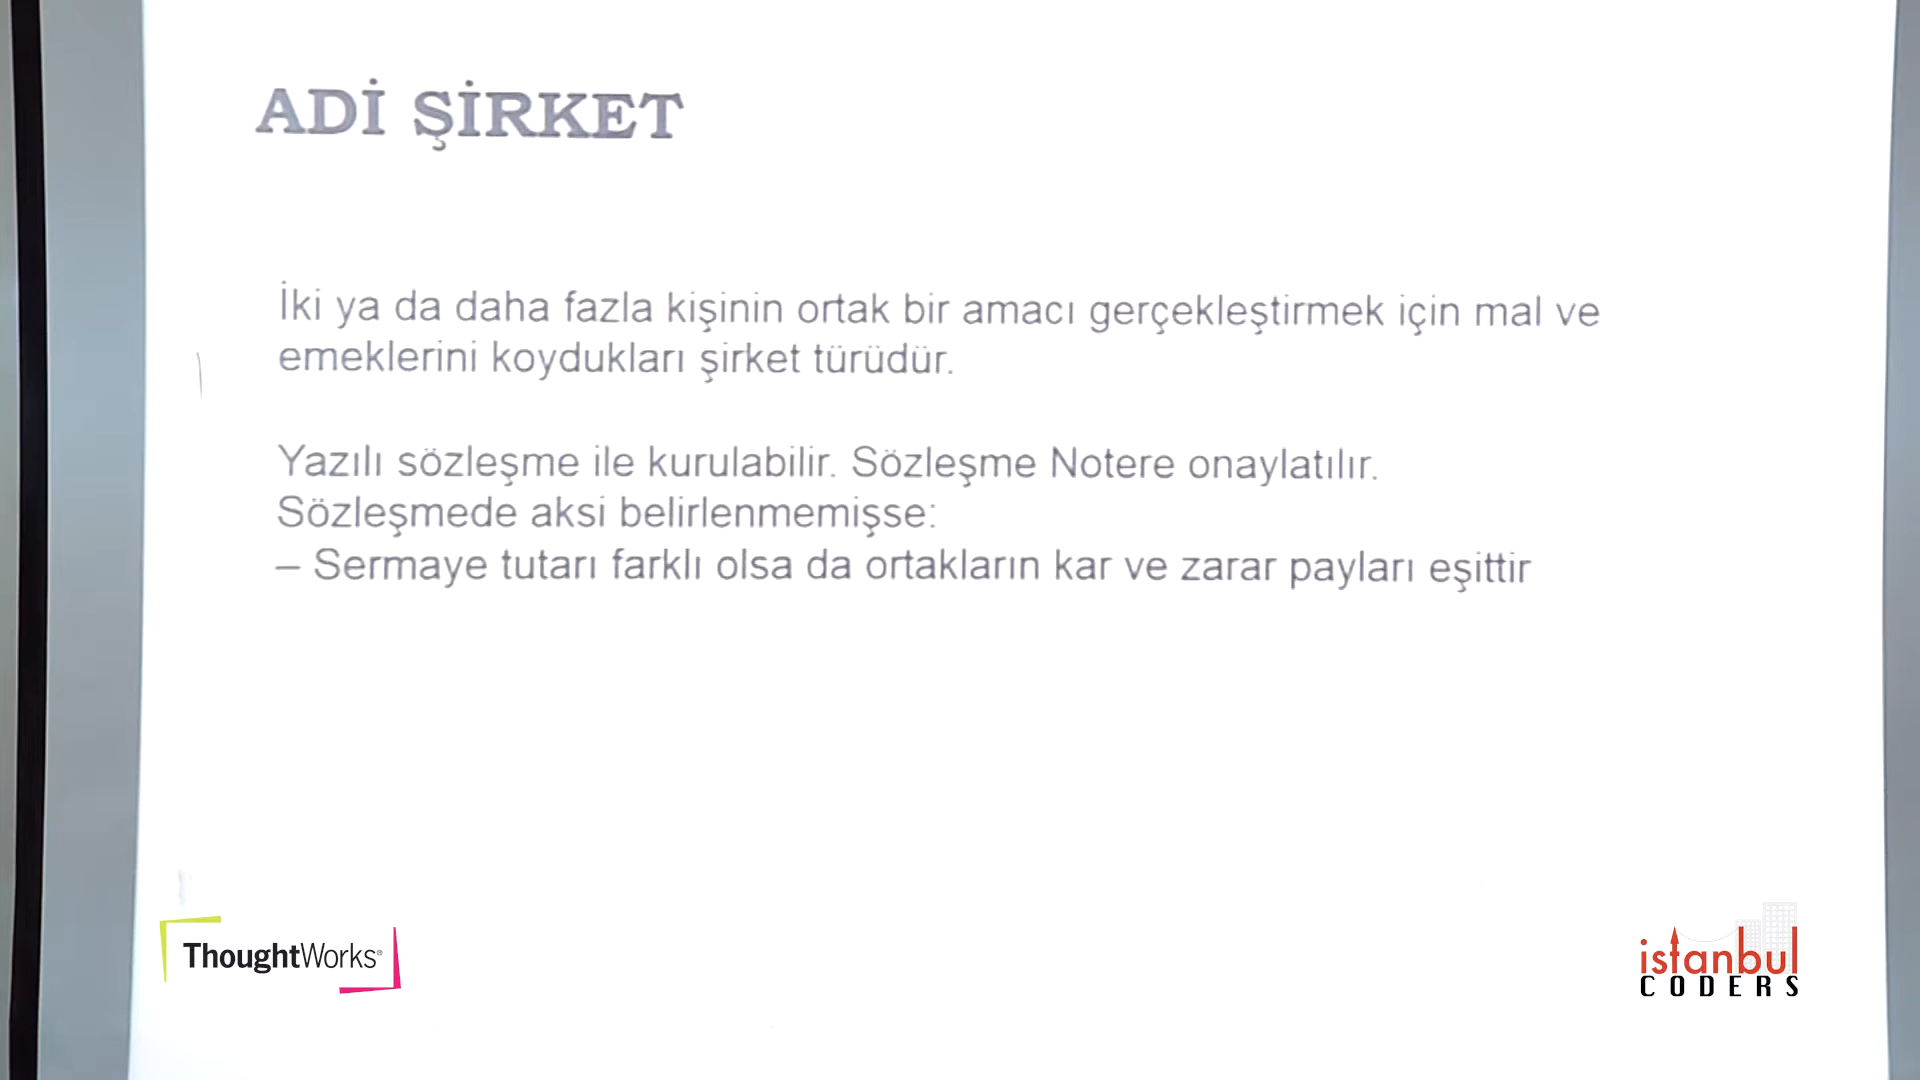 ADİ ŞİRKET
İki ya da daha fazla kişinin ortak bir amacı gerçekleştirmek için mal ve
emeklerini koydukları şirket türüdür.
Yazılı sözleşme ile kurulabilir. Sözleşme Notere onaylatılır.
Sözleşmede aksi belirlenmemişse:
– Sermaye tutarı farklı olsa da ortakların kar ve zarar payları eşittir
ThoughtWorks®
istanbul
CODERS